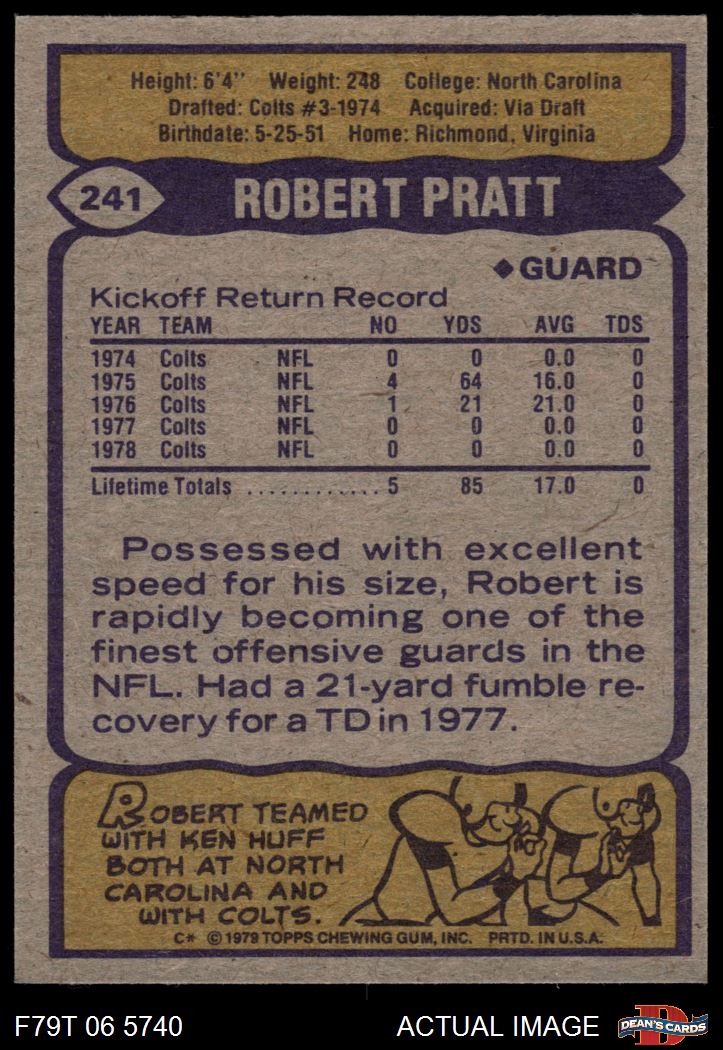 Height: 6'4" Weight: 248 College: North Carolina
Drafted: Colts #3-1974 Acquired: Via Draft
Birthdate: 5-25-51 Home: Richmond, Virginia
241 ROBERT PRATT
◆GUARD
Kickoff Return Record
YEAR TEAM NO YDS AVG TDS
1974 Colts NFL 0 0 0.0 0
1975 Colts NFL 4 64 16.0 0
1976 Colts NFL 1 21 21.0 0
1977 Colts NFL 0 0 0.0 0
1978 Colts NFL 0 0 0.0 0
Lifetime Totals ............ 5 85 17.0 0
Possessed with excellent
speed for his size, Robert is
rapidly becoming one of the
finest offensive guards in the
NFL. Had a 21-yard fumble re-
covery for a TD in 1977.
ROBERT TEAMED
WITH KEN HUFF
BOTH AT NORTH
CAROLINA AND
WITH COLTS.
C* © 1979 TOPPS CHEWING GUM, INC. PRTD. IN U.S.A.
F79T 06 5740 ACTUAL IMAGE D DEAN'S CARDS